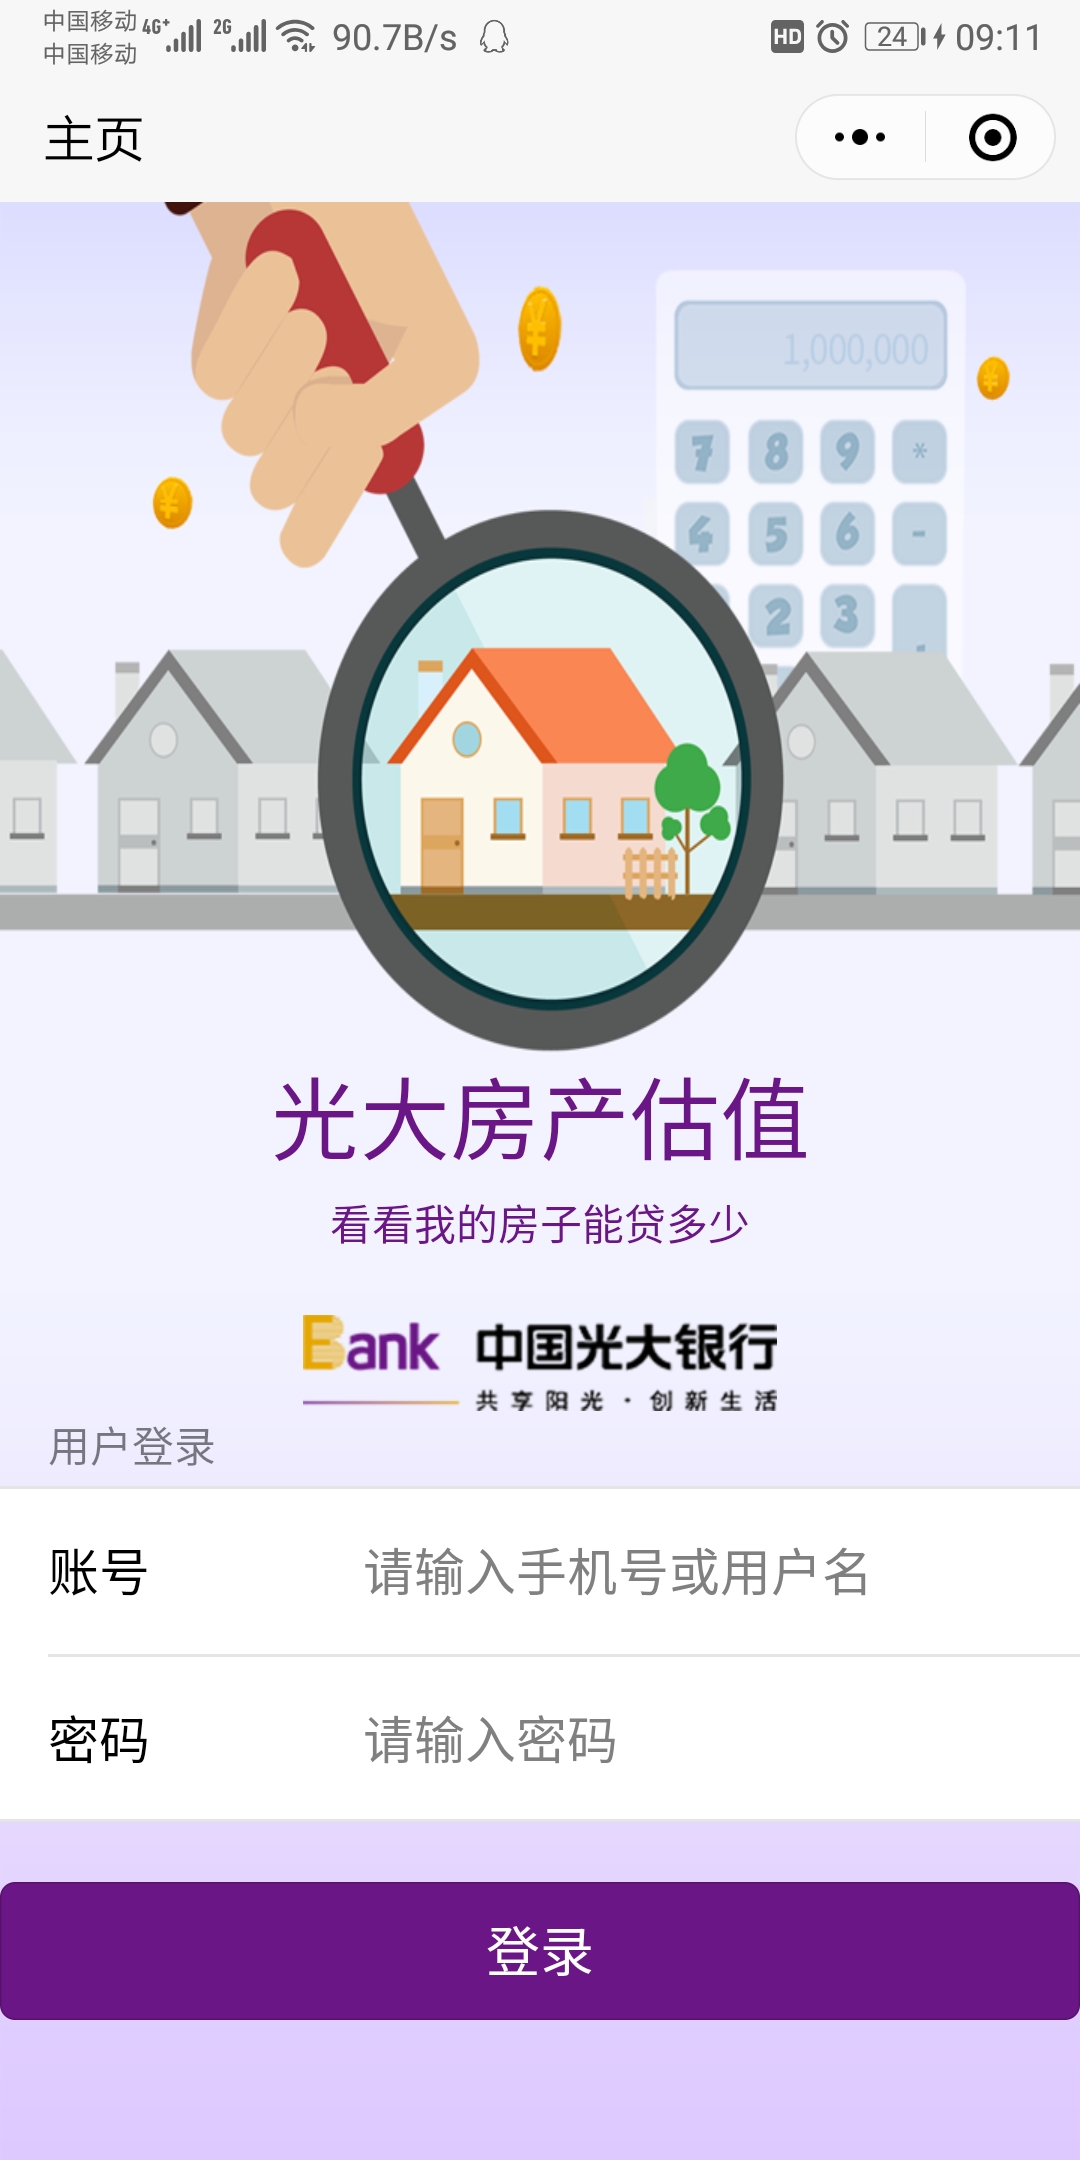 中国移动 4G+ 2G 90.7B/s HD 24 09:11
中国移动
主页
1,000,000
¥
¥
¥
7 8 9 *
4 5 6 -
2 3
光大房产估值
看看我的房子能贷多少
Bank 中国光大银行
共享阳光·创新生活
用户登录
账号 请输入手机号或用户名
密码 请输入密码
登录